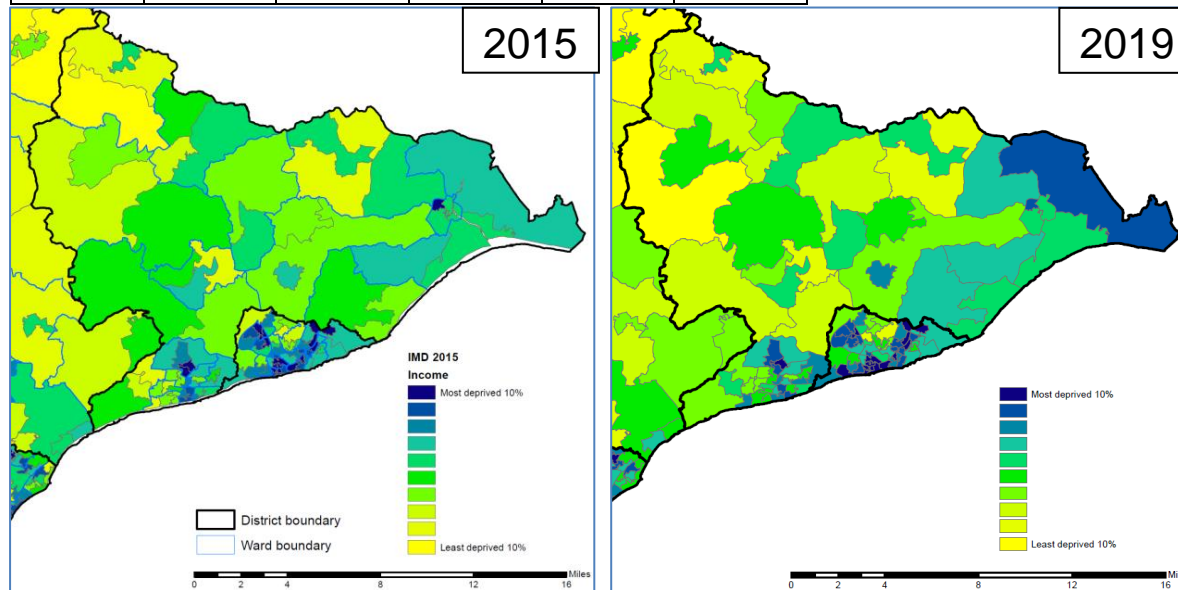 2015
IMD 2015
Income
Most deprived 10%
Least deprived 10%
District boundary
Ward boundary
Miles
0 2 4 8 12 16
2019
Most deprived 10%
Least deprived 10%
Mi
0 2 4 8 12 16